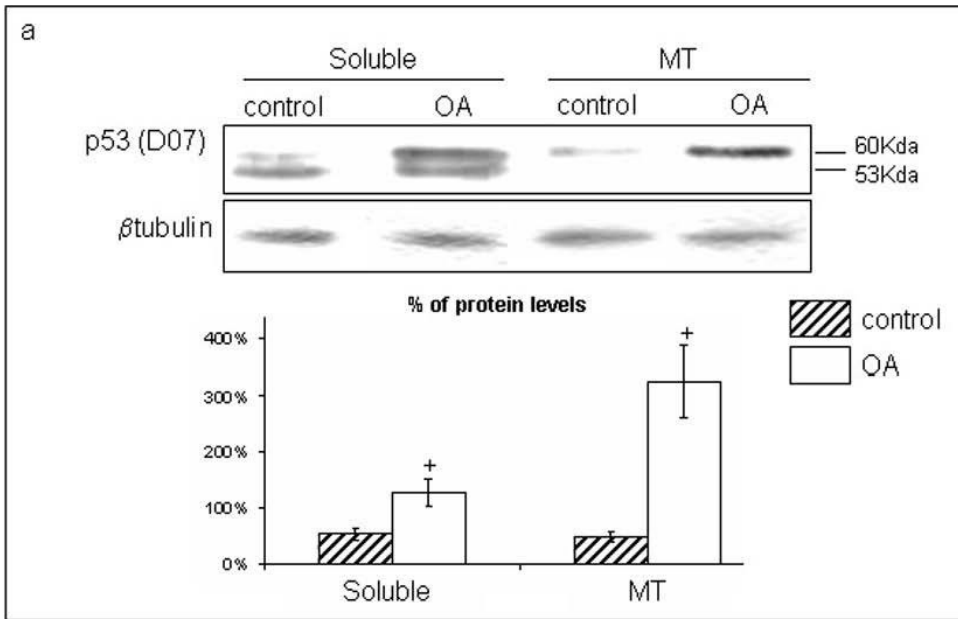 a
Soluble MT
control OA control OA
p53 (D07)
60Kda
53Kda
βtubulin
% of protein levels
control
OA
400%
300%
200%
100%
0%
+
+
Soluble MT